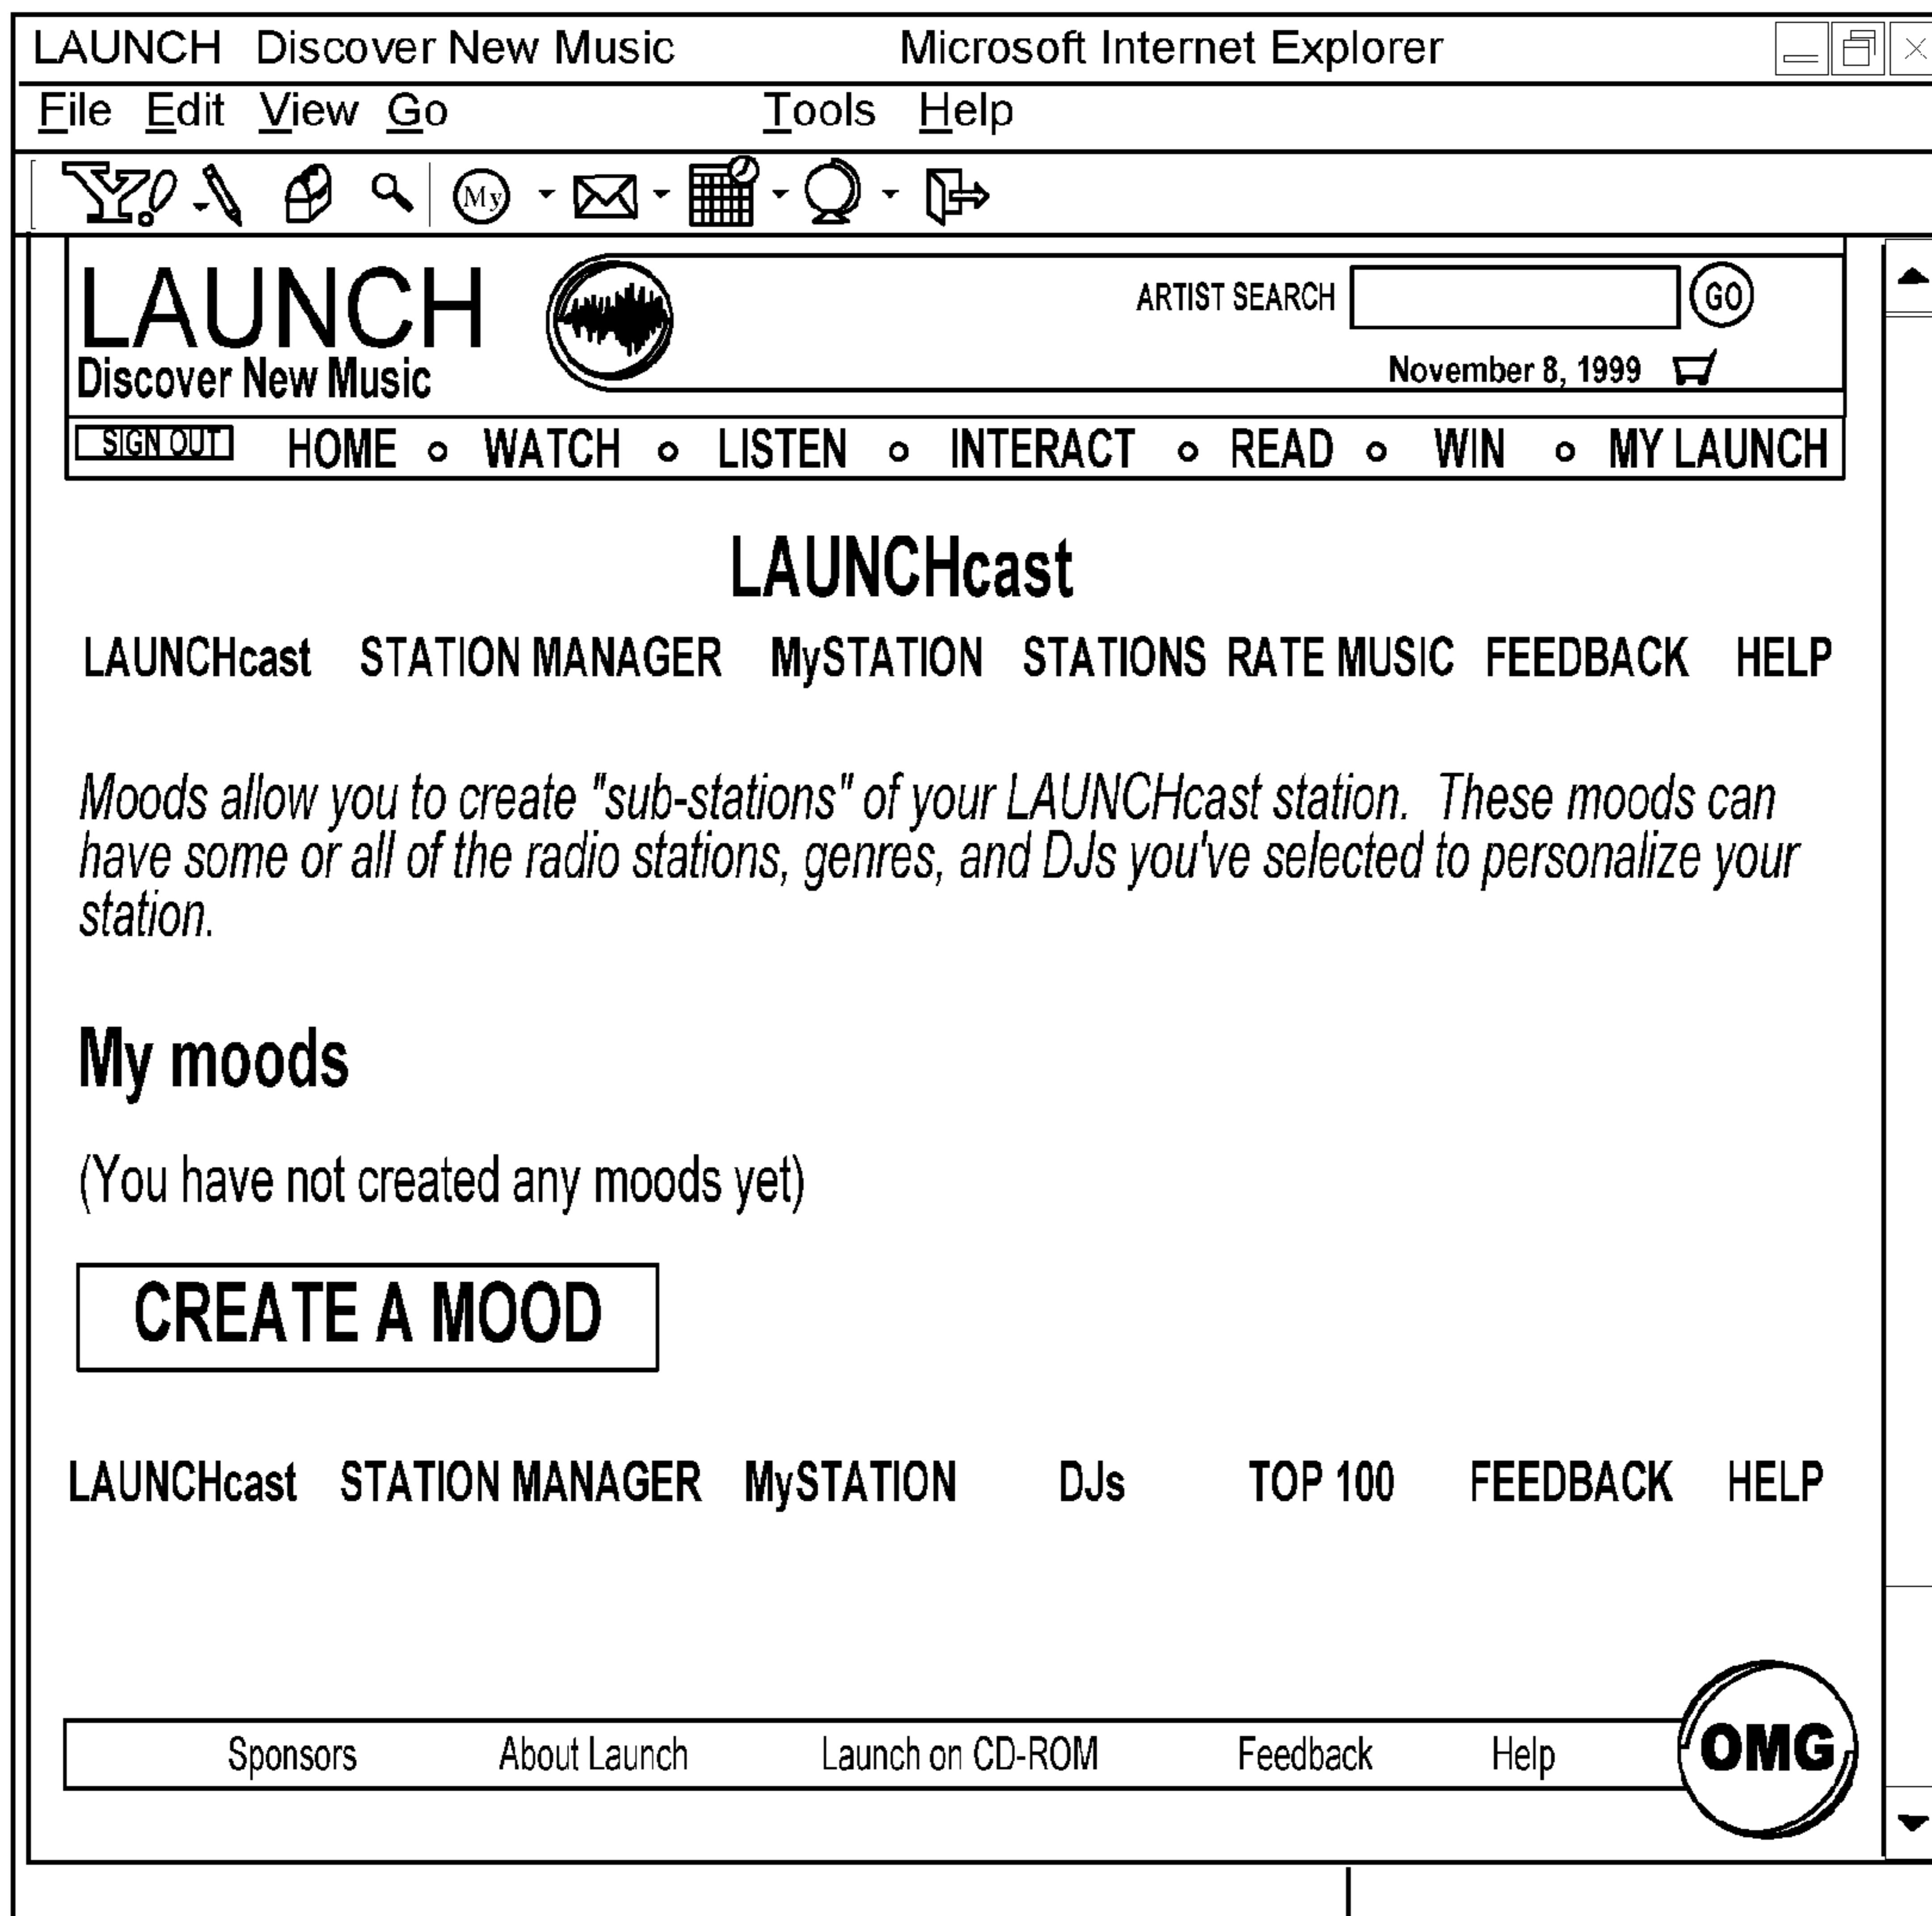 LAUNCH Discover New Music Microsoft Internet Explorer
File Edit View Go Tools Help
Y! My
LAUNCH
Discover New Music
ARTIST SEARCH GO
November 8, 1999
SIGN OUT HOME WATCH LISTEN INTERACT READ WIN MY LAUNCH
LAUNCHcast
LAUNCHcast STATION MANAGER MySTATION STATIONS RATE MUSIC FEEDBACK HELP
Moods allow you to create "sub-stations" of your LAUNCHcast station. These moods can
have some or all of the radio stations, genres, and DJs you've selected to personalize your
station.
My moods
(You have not created any moods yet)
CREATE A MOOD
LAUNCHcast STATION MANAGER MySTATION DJs TOP 100 FEEDBACK HELP
Sponsors About Launch Launch on CD-ROM Feedback Help OMG